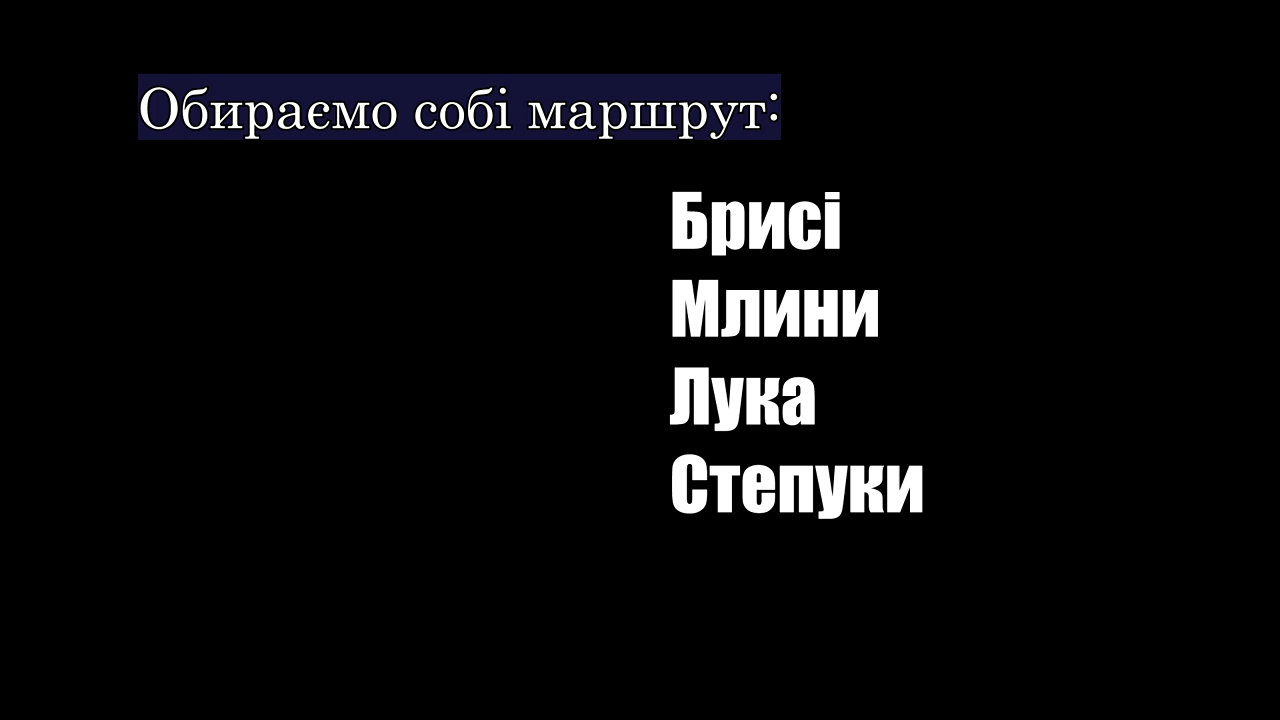 Обираємо собі маршрут:
Брисі
Млини
Лука
Степуки